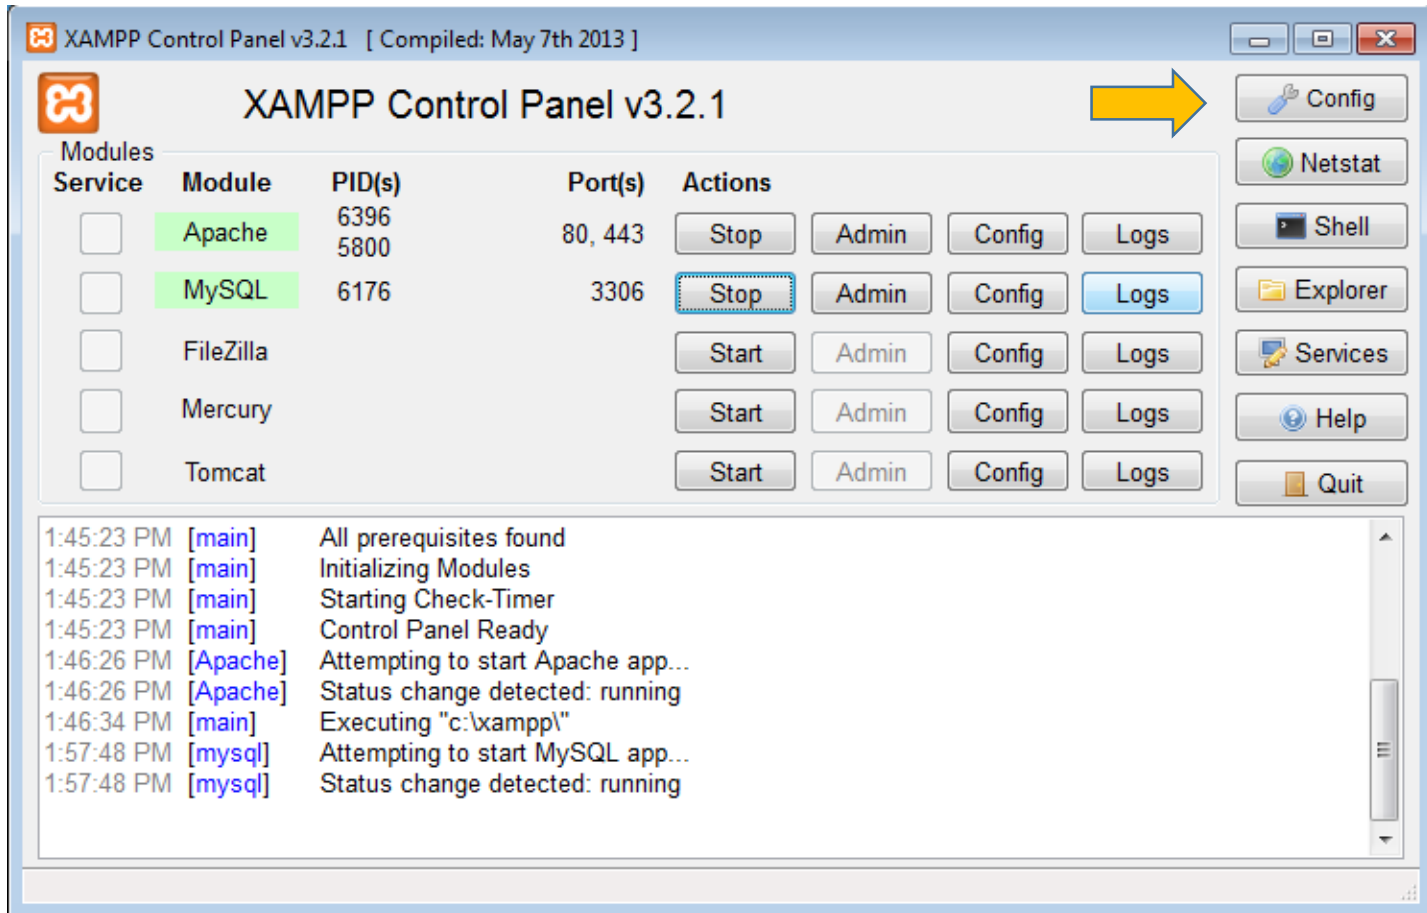 XAMPP Control Panel v3.2.1 [ Compiled: May 7th 2013 ]
XAMPP Control Panel v3.2.1
Config
Netstat
Shell
Explorer
Services
Help
Quit
Modules
Service Module PID(s) Port(s) Actions
Apache 6396 5800 80, 443 Stop Admin Config Logs
MySQL 6176 3306 Stop Admin Config Logs
FileZilla Start Admin Config Logs
Mercury Start Admin Config Logs
Tomcat Start Admin Config Logs
1:45:23 PM [main] All prerequisites found
1:45:23 PM [main] Initializing Modules
1:45:23 PM [main] Starting Check-Timer
1:45:23 PM [main] Control Panel Ready
1:46:26 PM [Apache] Attempting to start Apache app...
1:46:26 PM [Apache] Status change detected: running
1:46:34 PM [main] Executing "c:\xampp\"
1:57:48 PM [mysql] Attempting to start MySQL app...
1:57:48 PM [mysql] Status change detected: running